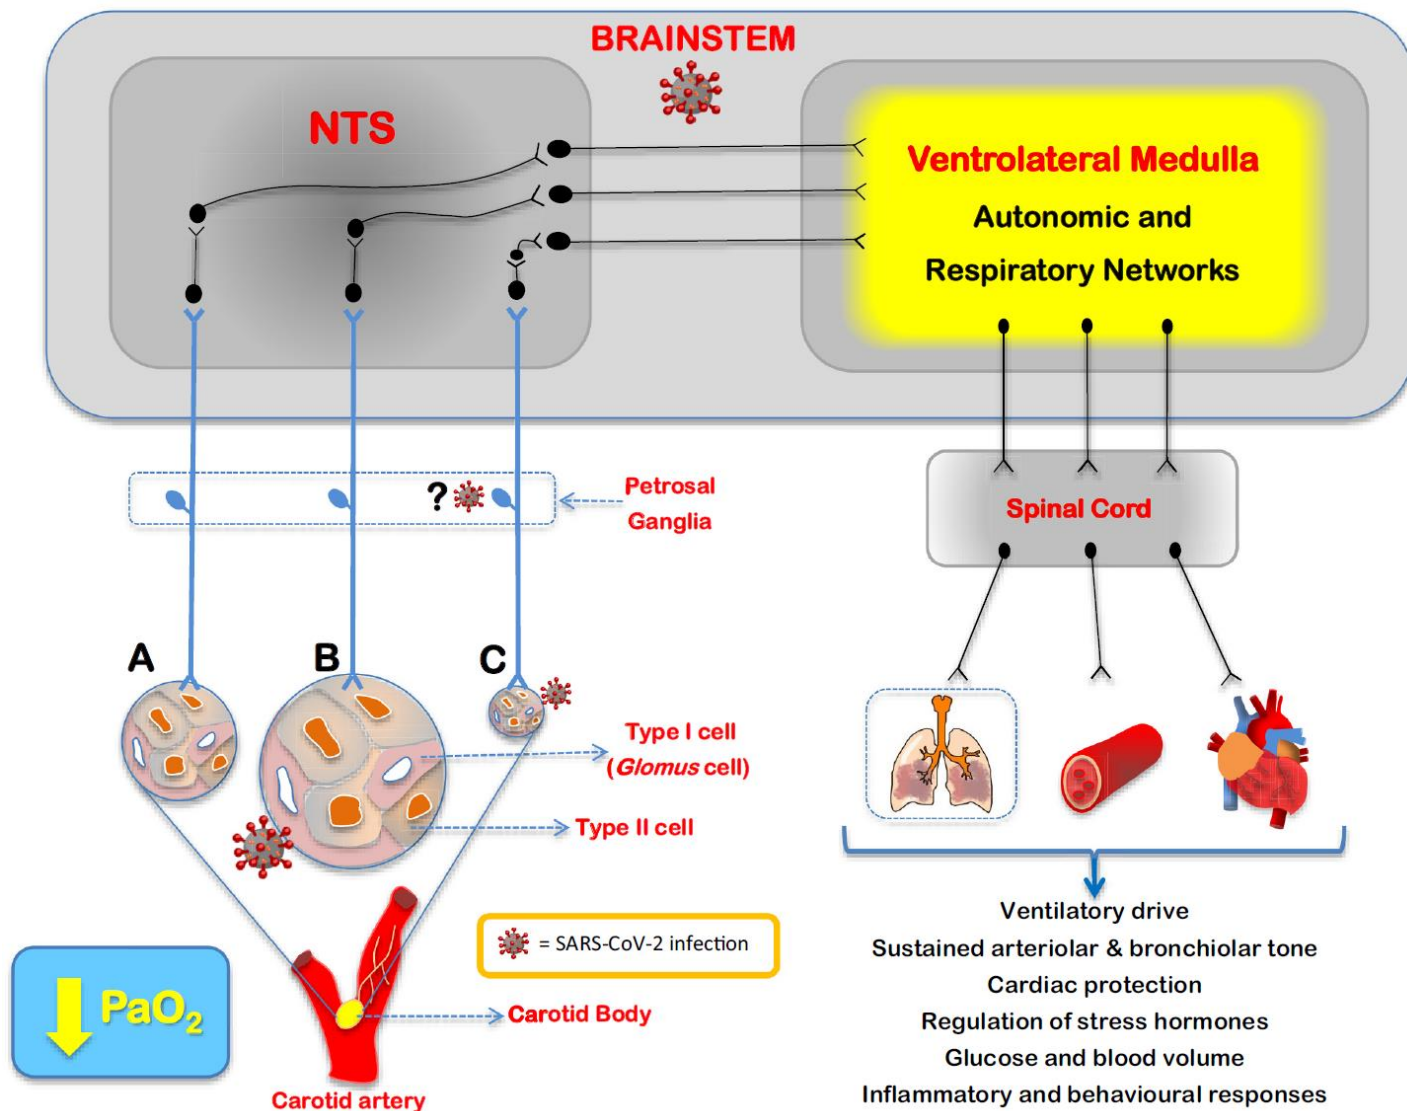 BRAINSTEM
NTS
Ventrolateral Medulla
Autonomic and
Respiratory Networks
?
Petrosal
Ganglia
Spinal Cord
A
B
C
Type I cell
(Glomus cell)
Type II cell
= SARS-CoV-2 infection
PaO2
Carotid Body
Carotid artery
Ventilatory drive
Sustained arteriolar & bronchiolar tone
Cardiac protection
Regulation of stress hormones
Glucose and blood volume
Inflammatory and behavioural responses